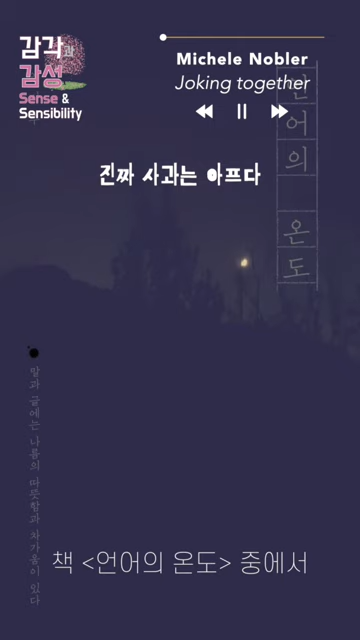 감각과
감성
Sense &
Sensibility
Michele Nobler
Joking together
언어의 온도
진짜 사과는 아프다
말과 글에는 나름의 따뜻함과 차가움이 있다
책 <언어의 온도> 중에서